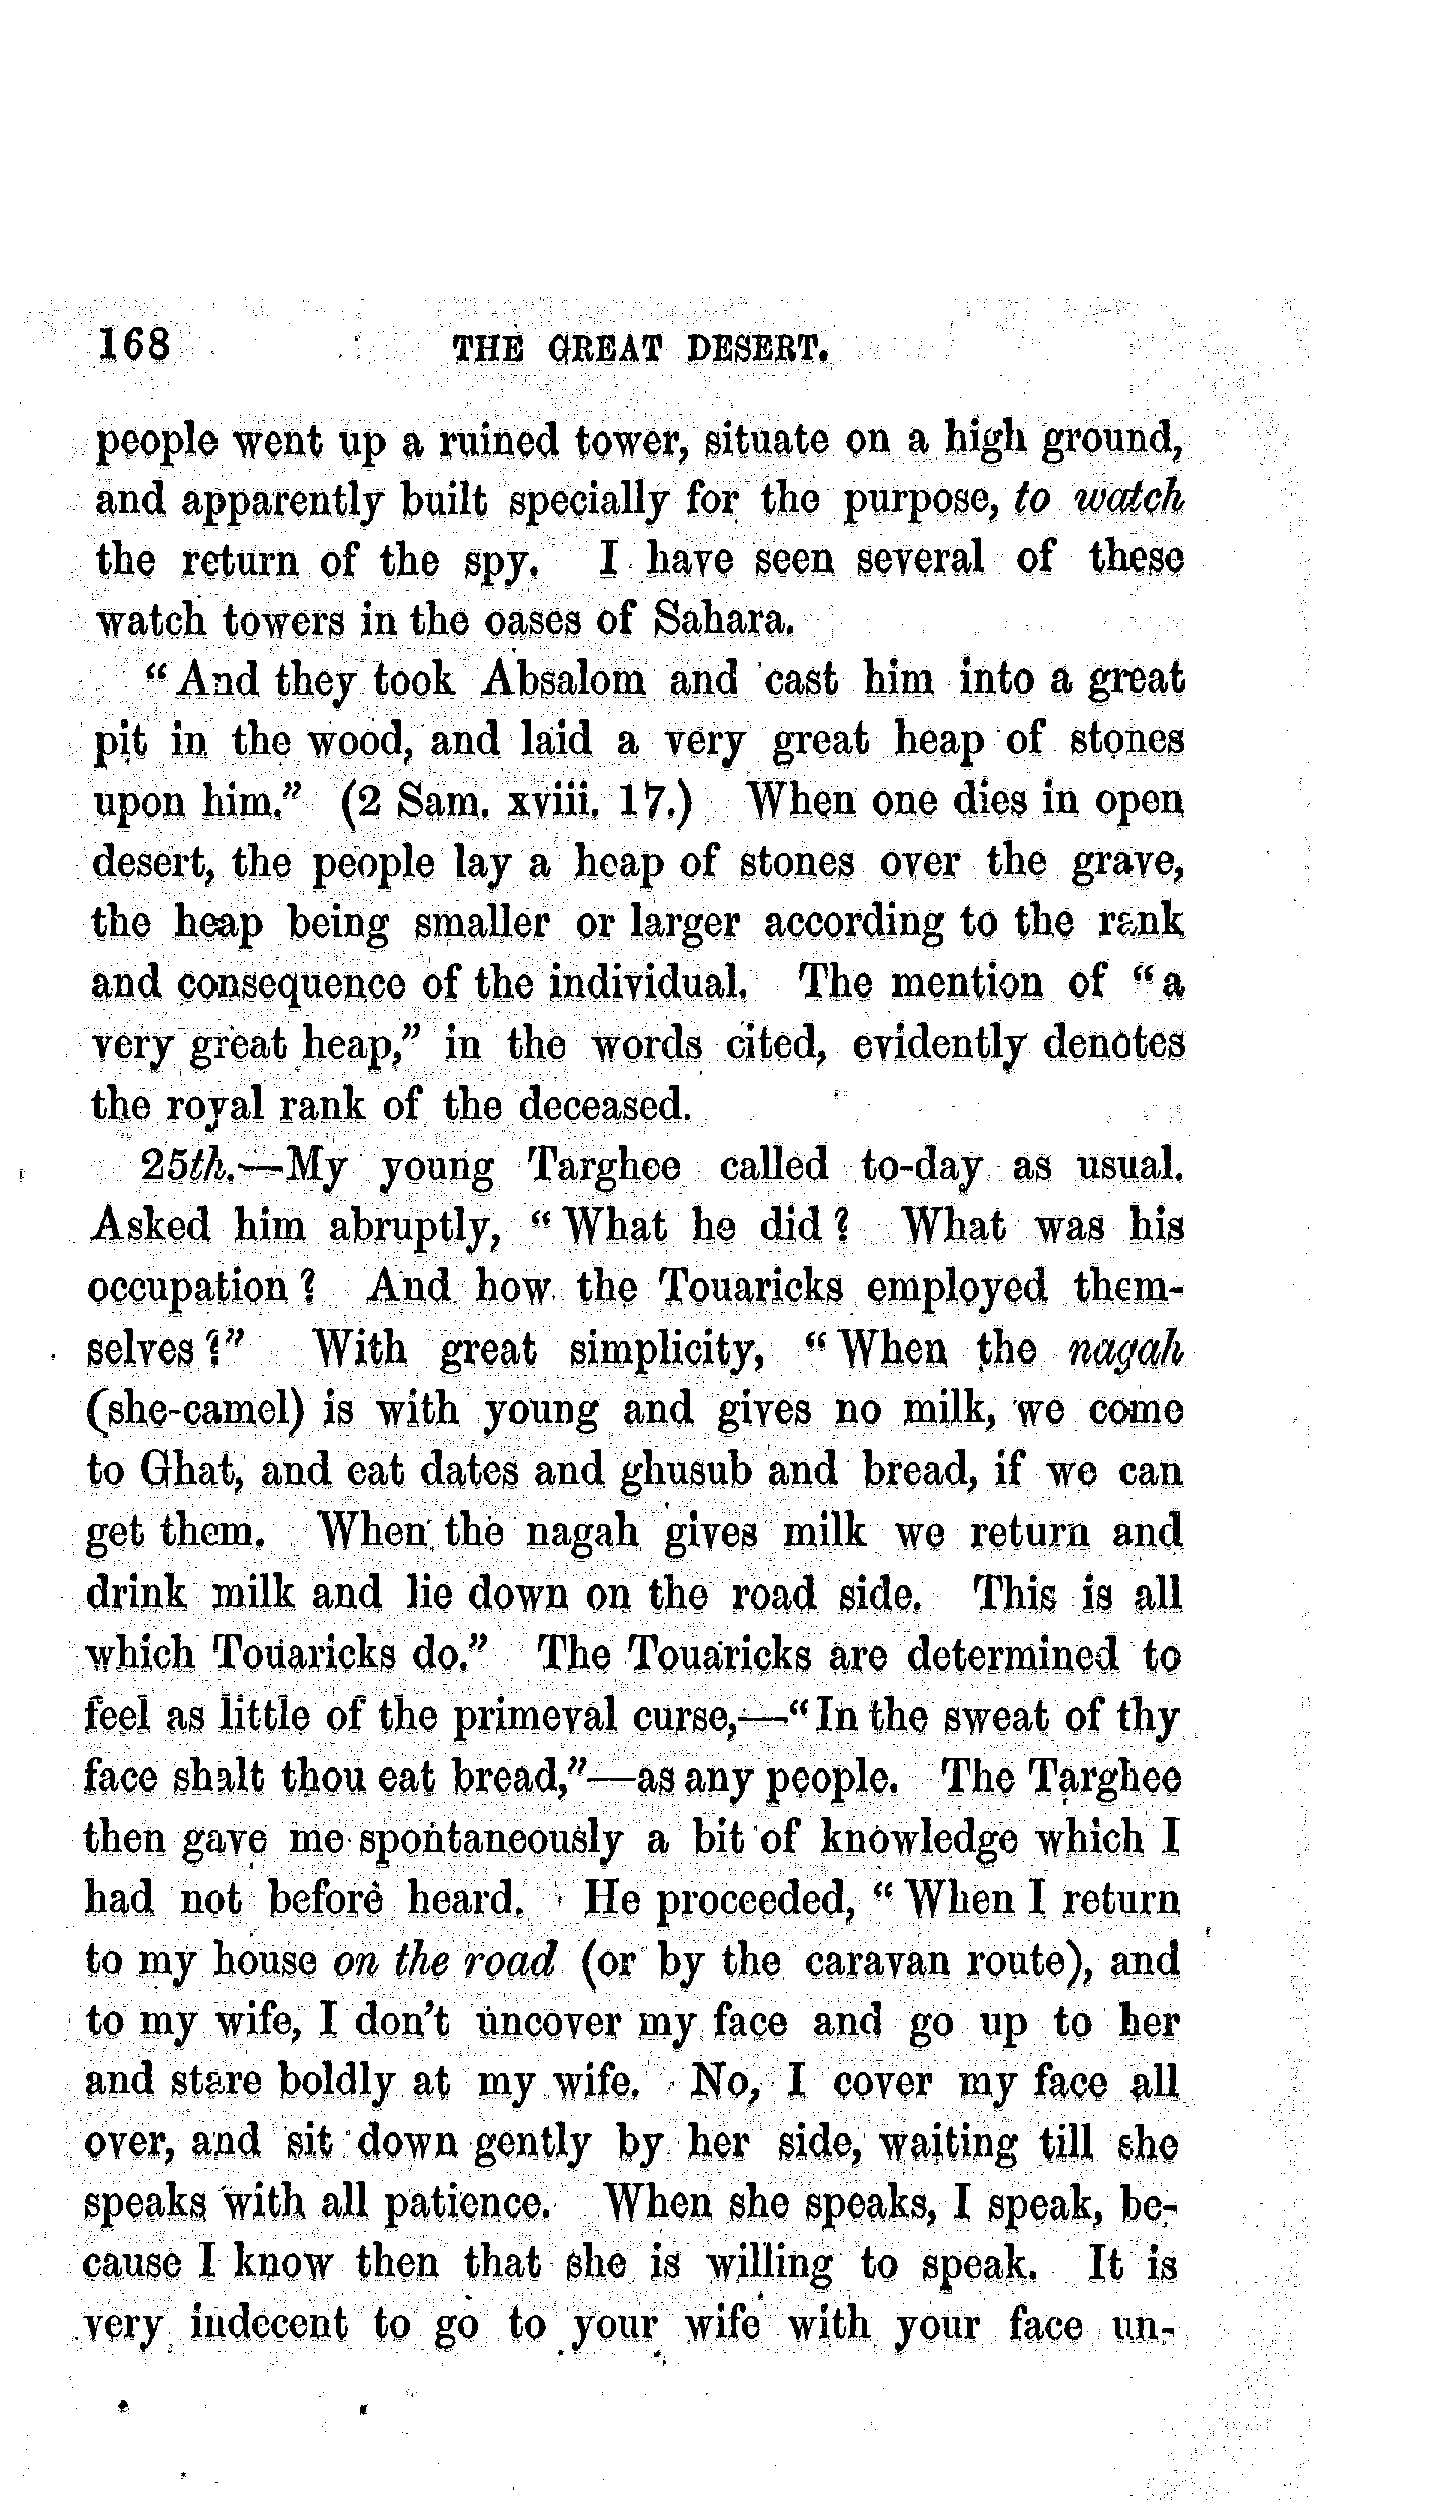 168 THE GREAT DESERT.
people went up a ruined tower, situate on a high ground,
and apparently built specially for the purpose, to watch
the return of the spy. I have seen several of these
watch towers in the oases of Sahara.
“And they took Absalom and cast him into a great
pit in the wood, and laid a very great heap of stones
upon him.” (2 Sam. xviii. 17.) When one dies in open
desert, the people lay a heap of stones over the grave,
the heap being smaller or larger according to the rank
and consequence of the individual. The mention of “a
very great heap,” in the words cited, evidently denotes
the royal rank of the deceased.
25th.—My young Targhee called to-day as usual.
Asked him abruptly, “What he did? What was his
occupation? And how the Touaricks employed them-
selves?” With great simplicity, “When the nagah
(she-camel) is with young and gives no milk, we come
to Ghat, and eat dates and ghusub and bread, if we can
get them. When the nagah gives milk we return and
drink milk and lie down on the road side. This is all
which Touaricks do.” The Touaricks are determined to
feel as little of the primeval curse,—“In the sweat of thy
face shalt thou eat bread,”—as any people. The Targhee
then gave me spontaneously a bit of knowledge which I
had not before heard. He proceeded, “When I return
to my house on the road (or by the caravan route), and
to my wife, I don't uncover my face and go up to her
and stare boldly at my wife. No, I cover my face all
over, and sit down gently by her side, waiting till she
speaks with all patience. When she speaks, I speak, be-
cause I know then that she is willing to speak. It is
very indecent to go to your wife with your face un-